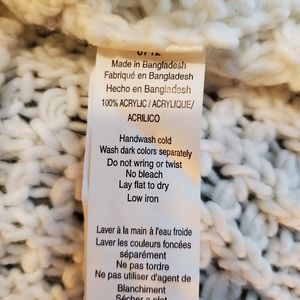 Made in Bangladesh
Fabriqué en Bangladesh
Hecho en Bangladesh
100% ACRYLIC / ACRYLIQUE/
ACRILICO
Handwash cold
Wash dark colors separately
Do not wring or twist
No bleach
Lay flat to dry
Low iron
Laver à la main à l'eau froide
Laver les couleurs foncées
séparément
Ne pas tordre
Ne pas utiliser d'agent de
Blanchiment
Sécher a plat